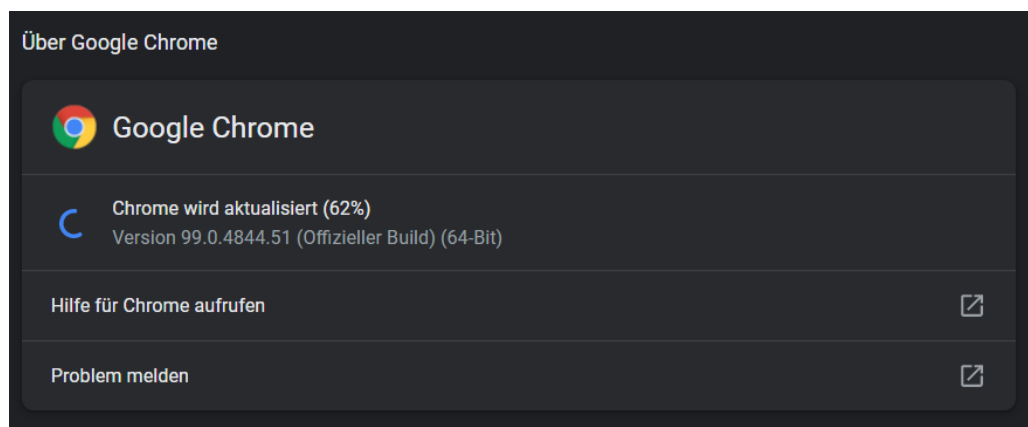 Über Google Chrome
Google Chrome
Chrome wird aktualisiert (62%)
Version 99.0.4844.51 (Offizieller Build) (64-Bit)
Hilfe für Chrome aufrufen
Problem melden